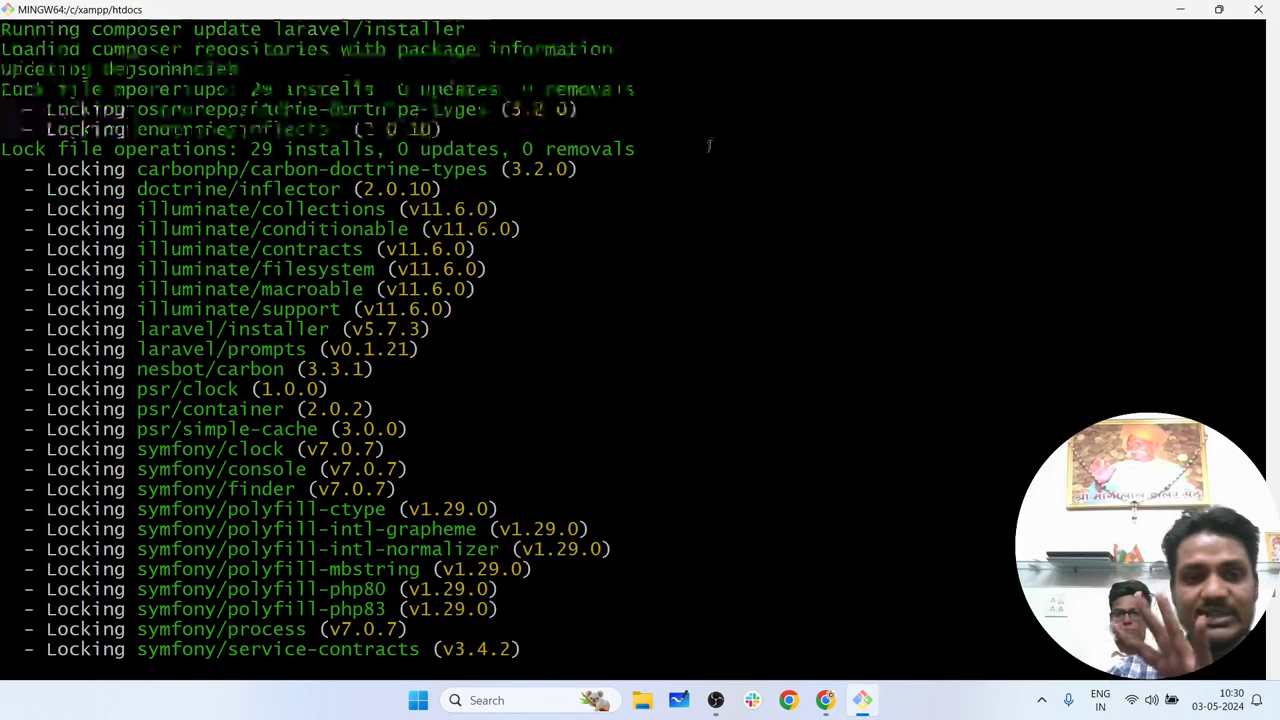 MINGW64:/c/xampp/htdocs
Running composer update laravel/installer
Loading composer repositories with package information
Lock file operations: 29 installs, 0 updates, 0 removals
- Locking carbonphp/carbon-doctrine-types (3.2.0)
- Locking doctrine/inflector (2.0.10)
- Locking illuminate/collections (v11.6.0)
- Locking illuminate/conditionable (v11.6.0)
- Locking illuminate/contracts (v11.6.0)
- Locking illuminate/filesystem (v11.6.0)
- Locking illuminate/macroable (v11.6.0)
- Locking illuminate/support (v11.6.0)
- Locking laravel/installer (v5.7.3)
- Locking laravel/prompts (v0.1.21)
- Locking nesbot/carbon (3.3.1)
- Locking psr/clock (1.0.0)
- Locking psr/container (2.0.2)
- Locking psr/simple-cache (3.0.0)
- Locking symfony/clock (v7.0.7)
- Locking symfony/console (v7.0.7)
- Locking symfony/finder (v7.0.7)
- Locking symfony/polyfill-ctype (v1.29.0)
- Locking symfony/polyfill-intl-grapheme (v1.29.0)
- Locking symfony/polyfill-intl-normalizer (v1.29.0)
- Locking symfony/polyfill-mbstring (v1.29.0)
- Locking symfony/polyfill-php80 (v1.29.0)
- Locking symfony/polyfill-php83 (v1.29.0)
- Locking symfony/process (v7.0.7)
- Locking symfony/service-contracts (v3.4.2)
Search
ENG
IN
10:30
03-05-2024